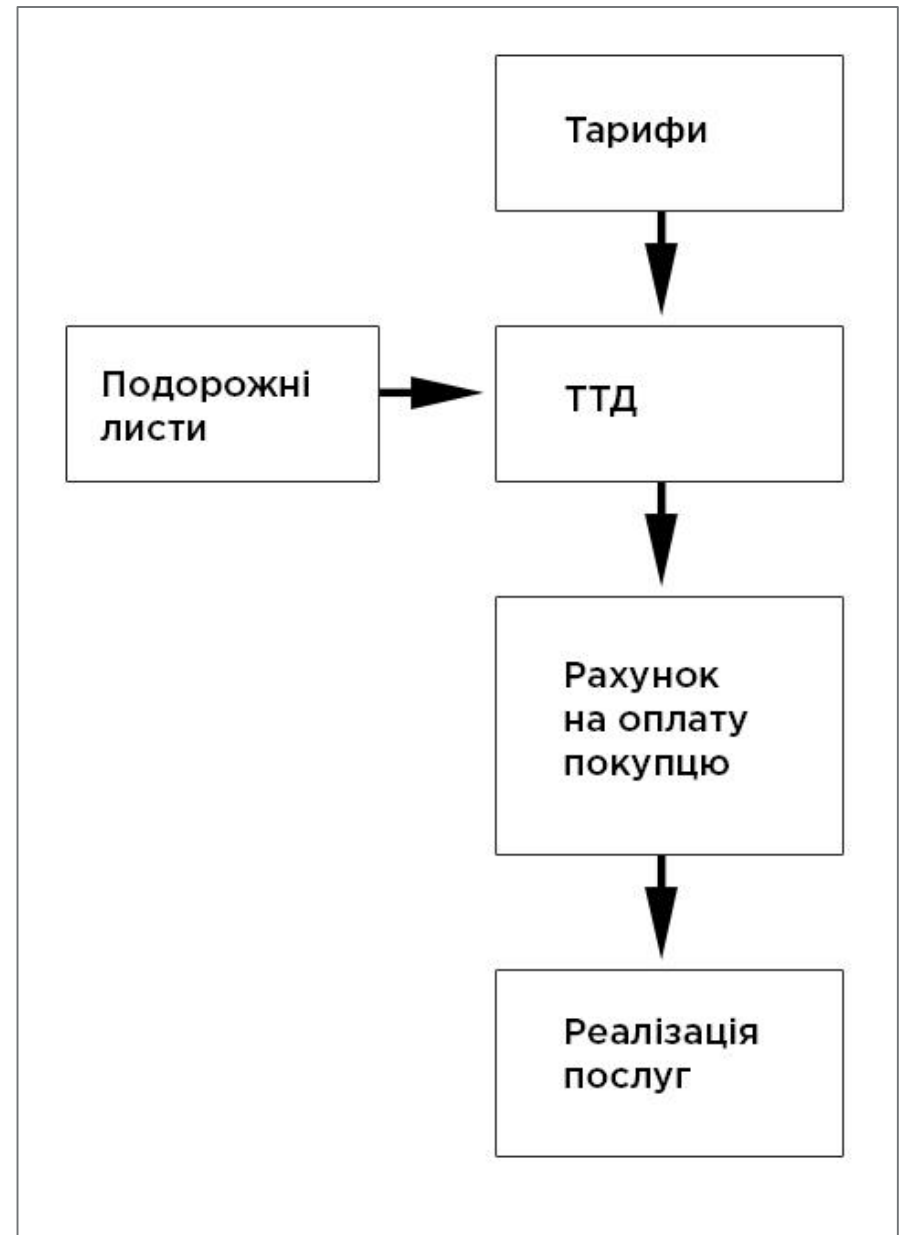 Тарифи
Подорожні
листи
ТТД
Рахунок
на оплату
покупцю
Реалізація
послуг